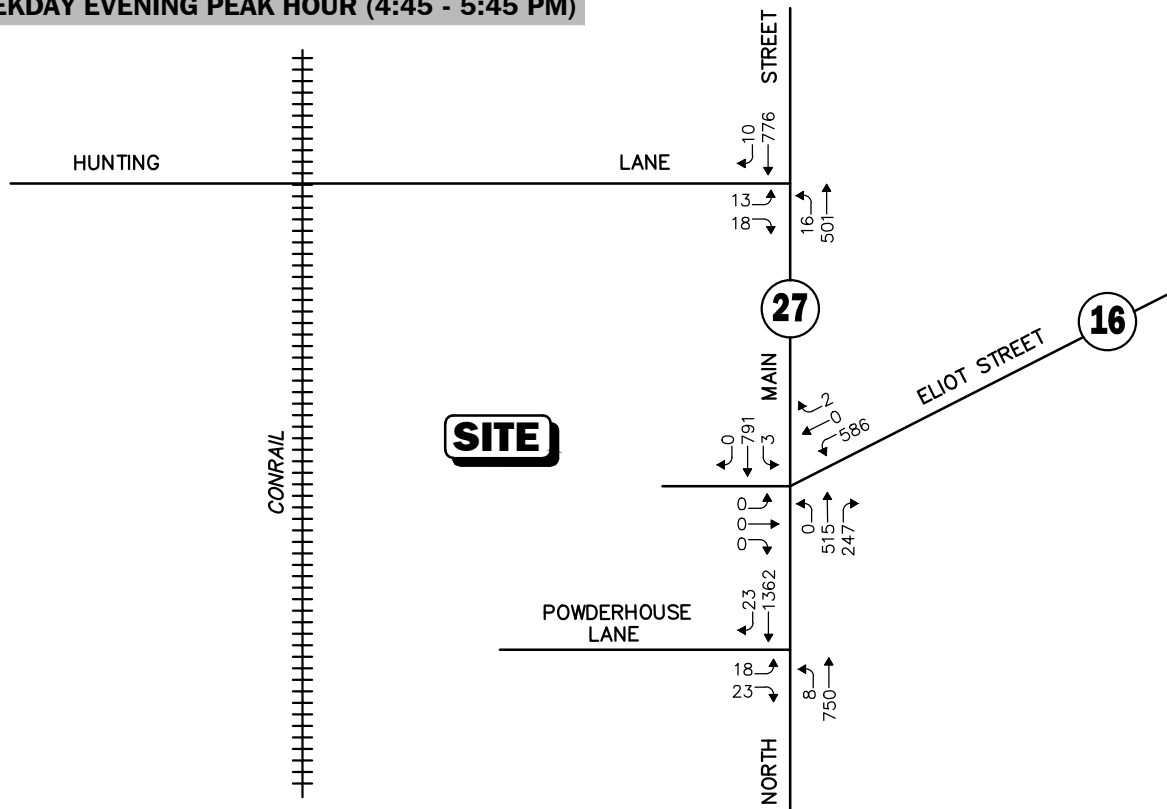 EKDAY EVENING PEAK HOUR (4:45 - 5:45 PM)
STREET
10
776
HUNTING LANE
13
18
16
501
27
16
ELIOT STREET
MAIN
2
0
586
0
791
3
SITE
CONRAIL
0
0
0
0
515
247
23
1362
POWDERHOUSE
LANE
18
23
8
750
NORTH